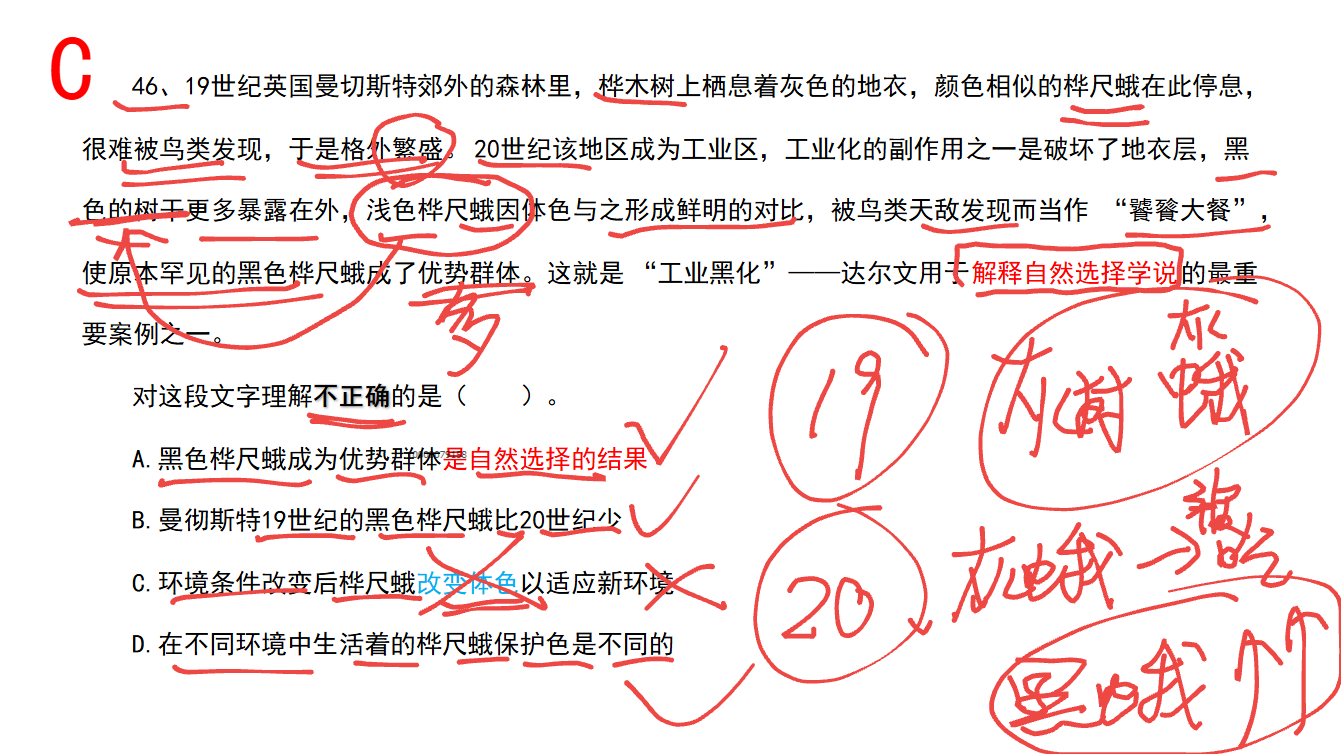 C
46、19世纪英国曼切斯特郊外的森林里，桦木树上栖息着灰色的地衣，颜色相似的桦尺蛾在此停息，
很难被鸟类发现，于是格外繁盛。20世纪该地区成为工业区，工业化的副作用之一是破坏了地衣层，黑
色的树干更多暴露在外，浅色桦尺蛾因体色与之形成鲜明的对比，被鸟类天敌发现而当作 “饕餮大餐”，
使原本罕见的黑色桦尺蛾成了优势群体。这就是 “工业黑化”——达尔文用于解释自然选择学说的最重
要案例之一。
多
19
灰树
灰
蛾
对这段文字理解不正确的是（　　）。
A.黑色桦尺蛾成为优势群体是自然选择的结果
B.曼彻斯特19世纪的黑色桦尺蛾比20世纪少
C.环境条件改变后桦尺蛾改变体色以适应新环境
D.在不同环境中生活着的桦尺蛾保护色是不同的
20
灰蛾→被吃
黑蛾↑↑